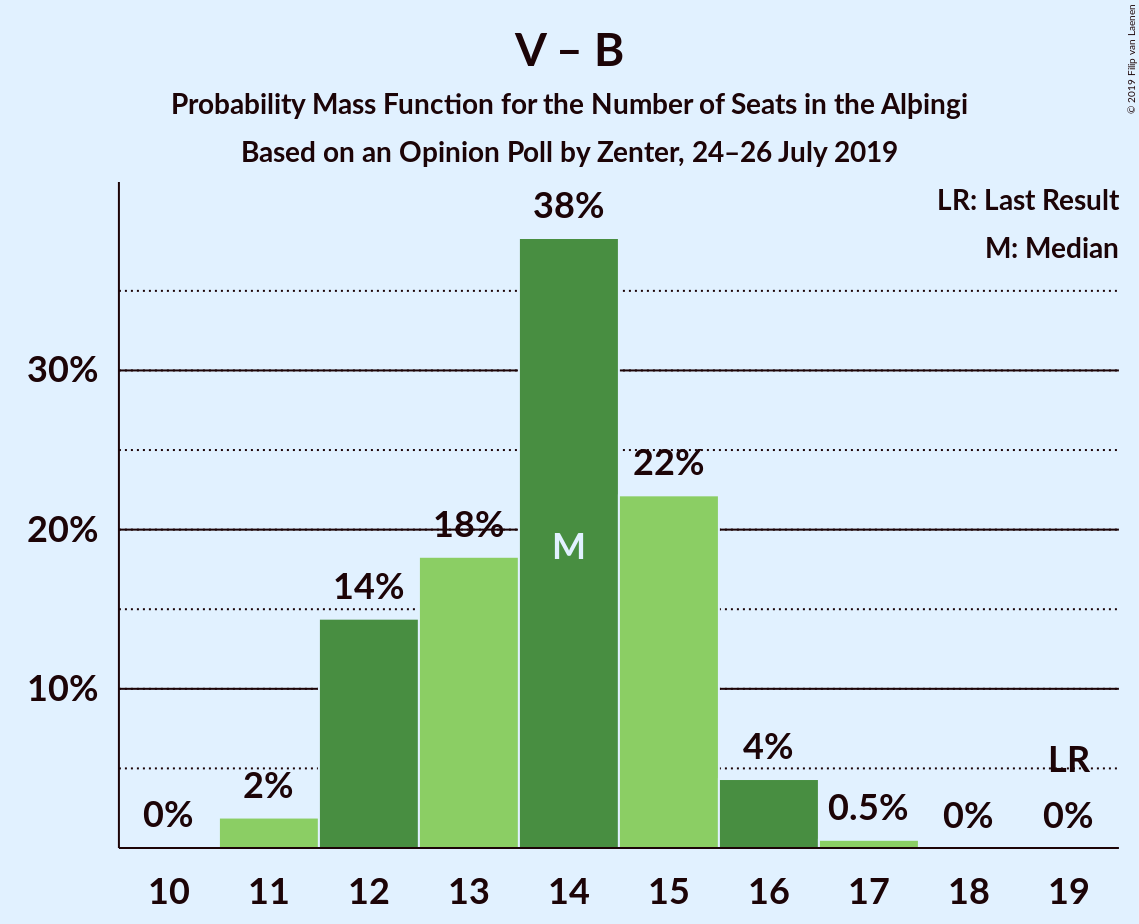 © 2019 Filip van Laenen
V – B
Probability Mass Function for the Number of Seats in the Alþingi
Based on an Opinion Poll by Zenter, 24–26 July 2019
LR: Last Result
M: Median
38%
30%
22%
20%
18%
M
14%
10%
4%
LR
2%
0.5%
0%
0%
0%
10 11 12 13 14 15 16 17 18 19